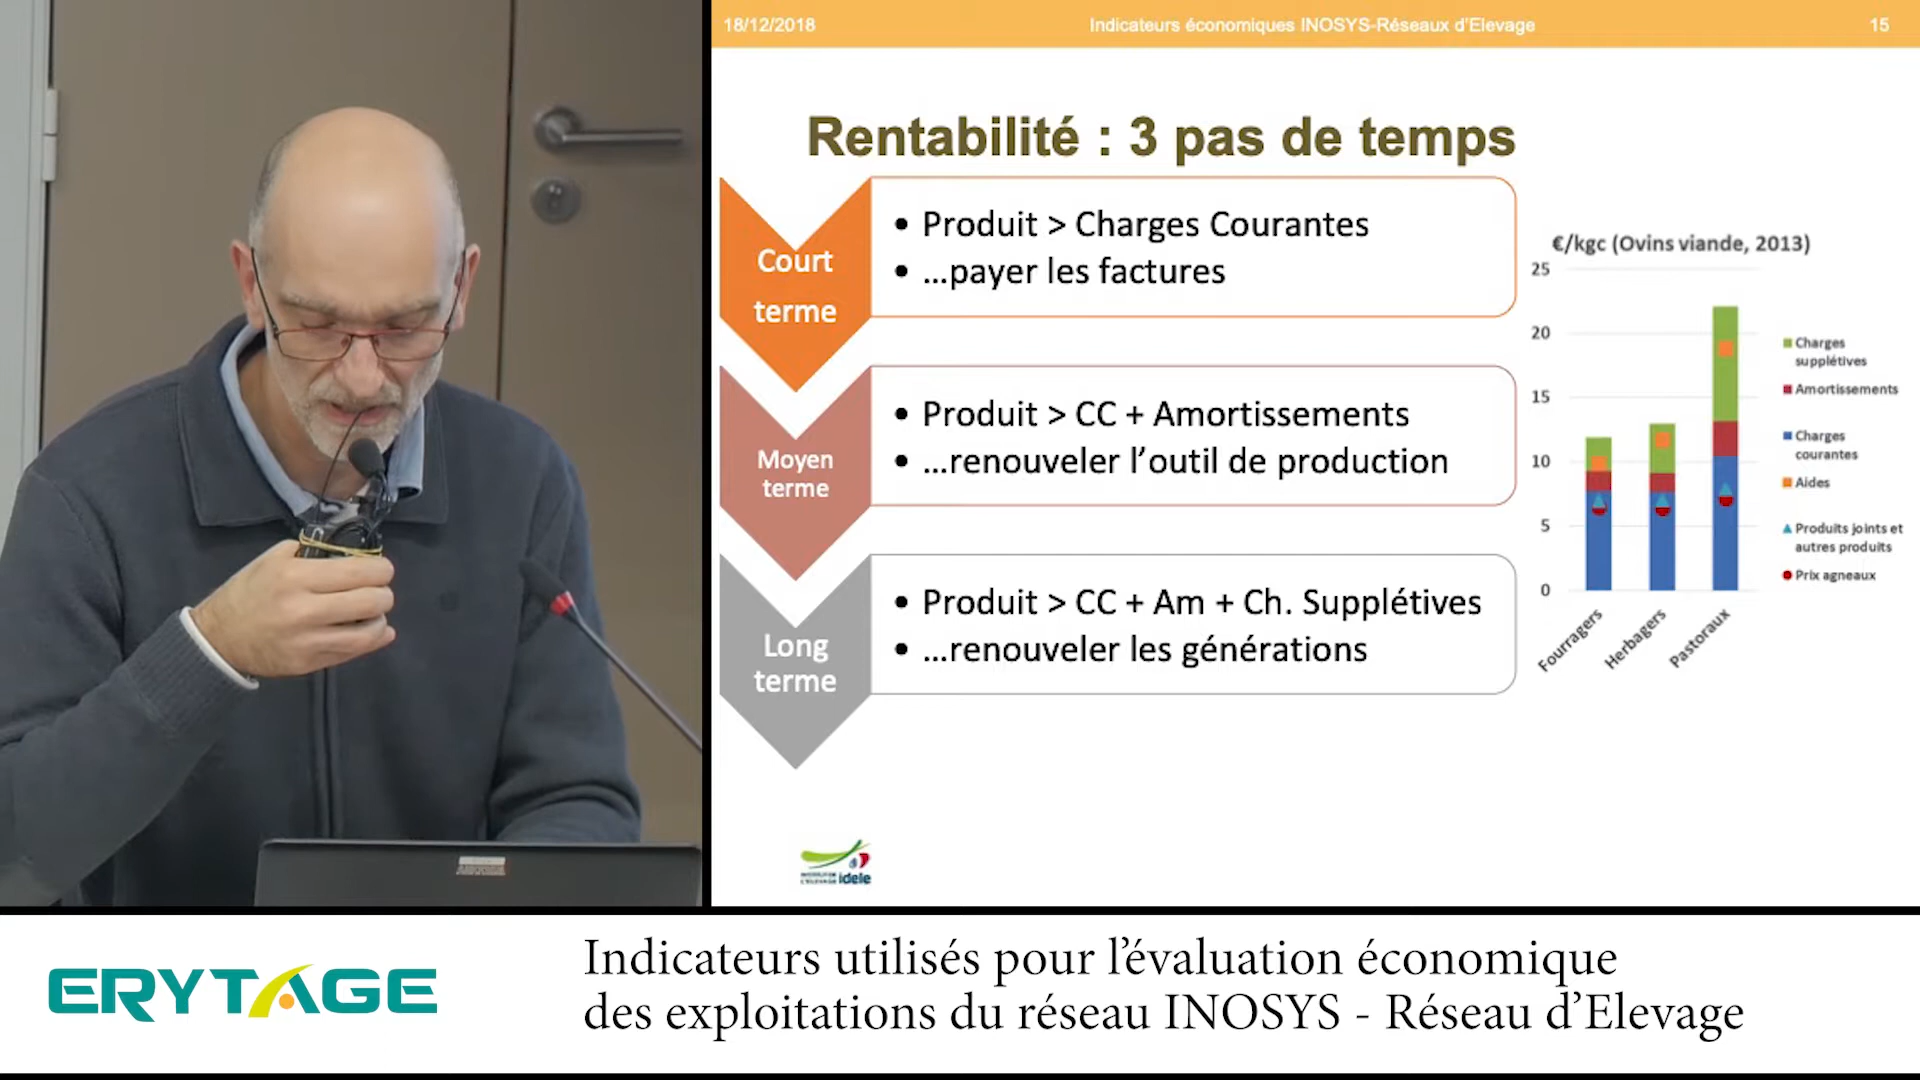 18/12/2018
Indicateurs économiques INOSYS-Réseaux d'Elevage
15
Rentabilité : 3 pas de temps
Court
terme
• Produit > Charges Courantes
• ...payer les factures
Moyen
terme
• Produit > CC + Amortissements
• ...renouveler l'outil de production
Long
terme
• Produit > CC + Am + Ch. Supplétives
• ...renouveler les générations
€/kgc (Ovins viande, 2013)
25
20
15
10
5
0
Fourragers
Herbagers
Pastoraux
Charges
supplétives
Amortissements
Charges
courantes
Aides
Produits joints et
autres produits
Prix agneaux
idele
ERYTAGE
Indicateurs utilisés pour l'évaluation économique
des exploitations du réseau INOSYS - Réseau d'Elevage